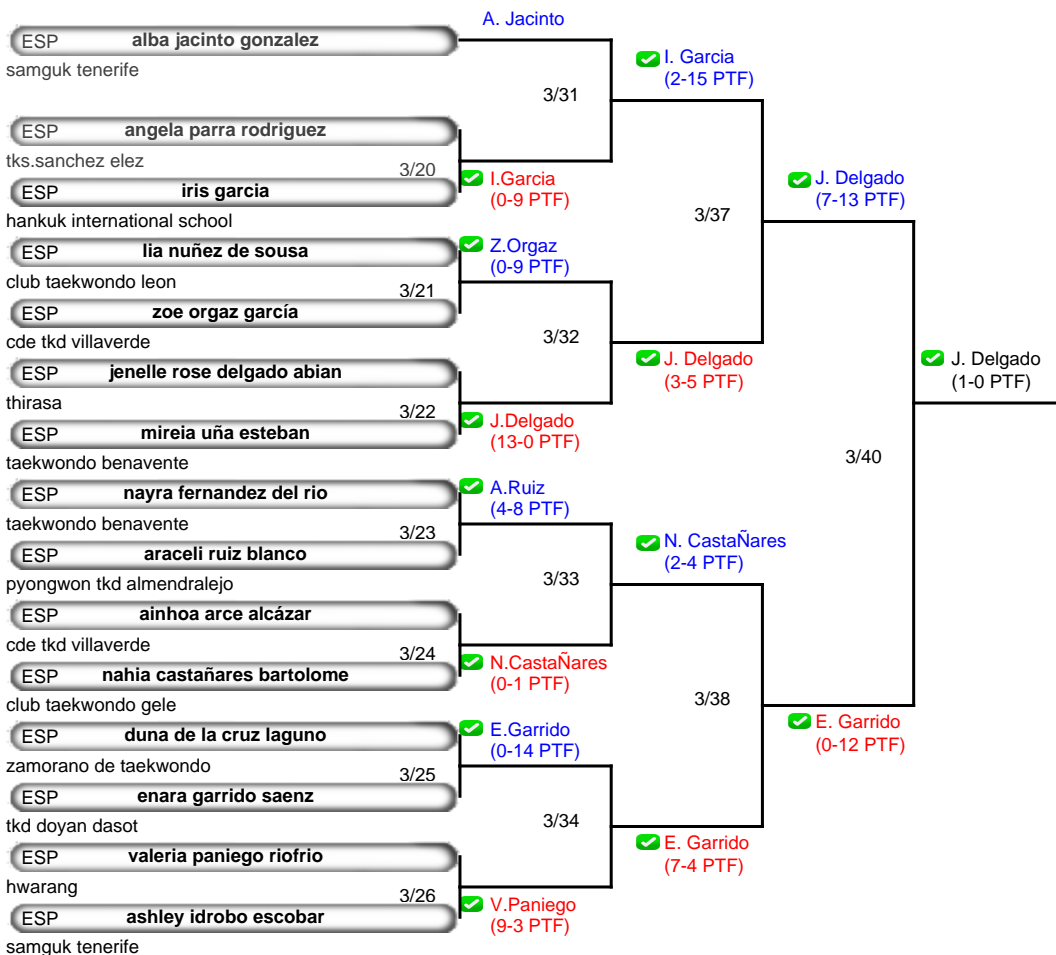 A. Jacinto
ESP alba jacinto gonzalez
samguk tenerife
I. Garcia
(2-15 PTF)
3/31
ESP angela parra rodriguez
tks.sanchez elez
3/20
I.Garcia
(0-9 PTF)
ESP iris garcia
hankuk international school
J. Delgado
(7-13 PTF)
3/37
ESP lia nuñez de sousa
club taekwondo leon
Z.Orgaz
(0-9 PTF)
3/21
ESP zoe orgaz garcía
cde tkd villaverde
3/32
J. Delgado
(3-5 PTF)
J. Delgado
(1-0 PTF)
ESP jenelle rose delgado abian
thirasa
3/22
J.Delgado
(13-0 PTF)
ESP mireia uña esteban
taekwondo benavente
3/40
ESP nayra fernandez del rio
taekwondo benavente
A.Ruiz
(4-8 PTF)
3/23
ESP araceli ruiz blanco
pyongwon tkd almendralejo
N. CastaÑares
(2-4 PTF)
3/33
ESP ainhoa arce alcázar
cde tkd villaverde
3/24
N.CastaÑares
(0-1 PTF)
ESP nahia castañares bartolome
club taekwondo gele
3/38
ESP duna de la cruz laguno
zamorano de taekwondo
E.Garrido
(0-14 PTF)
E. Garrido
(0-12 PTF)
3/25
ESP enara garrido saenz
tkd doyan dasot
3/34
E. Garrido
(7-4 PTF)
ESP valeria paniego riofrio
hwarang
3/26
V.Paniego
(9-3 PTF)
ESP ashley idrobo escobar
samguk tenerife